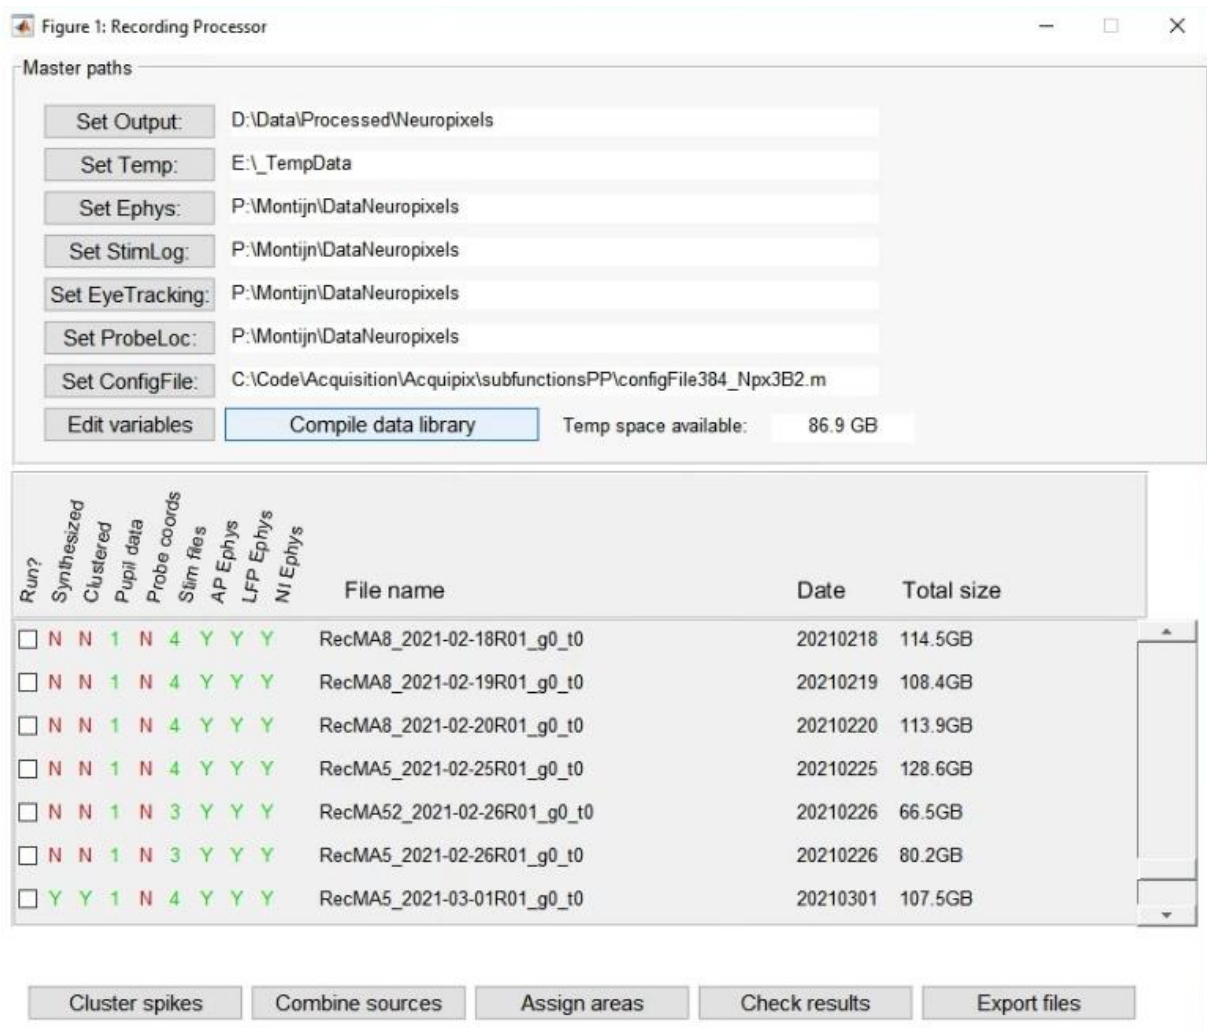 Figure 1: Recording Processor
Master paths
Set Output: D:\Data\Processed\Neuropixels
Set Temp: E:\_TempData
Set Ephys: P:\Montijn\DataNeuropixels
Set StimLog: P:\Montijn\DataNeuropixels
Set EyeTracking: P:\Montijn\DataNeuropixels
Set ProbeLoc: P:\Montijn\DataNeuropixels
Set ConfigFile: C:\Code\Acquisition\Acquipix\subfunctionsPP\configFile384_Npx3B2.m
Edit variables Compile data library Temp space available: 86.9 GB
Run? Synthesized Clustered Pupil data Probe coords Stim files AP Ephys LFP Ephys NI Ephys File name Date Total size
N N 1 N 4 Y Y Y RecMA8_2021-02-18R01_g0_t0 20210218 114.5GB
N N 1 N 4 Y Y Y RecMA8_2021-02-19R01_g0_t0 20210219 108.4GB
N N 1 N 4 Y Y Y RecMA8_2021-02-20R01_g0_t0 20210220 113.9GB
N N 1 N 4 Y Y Y RecMA5_2021-02-25R01_g0_t0 20210225 128.6GB
N N 1 N 3 Y Y Y RecMA52_2021-02-26R01_g0_t0 20210226 66.5GB
N N 1 N 3 Y Y Y RecMA5_2021-02-26R01_g0_t0 20210226 80.2GB
Y Y 1 N 4 Y Y Y RecMA5_2021-03-01R01_g0_t0 20210301 107.5GB
Cluster spikes Combine sources Assign areas Check results Export files